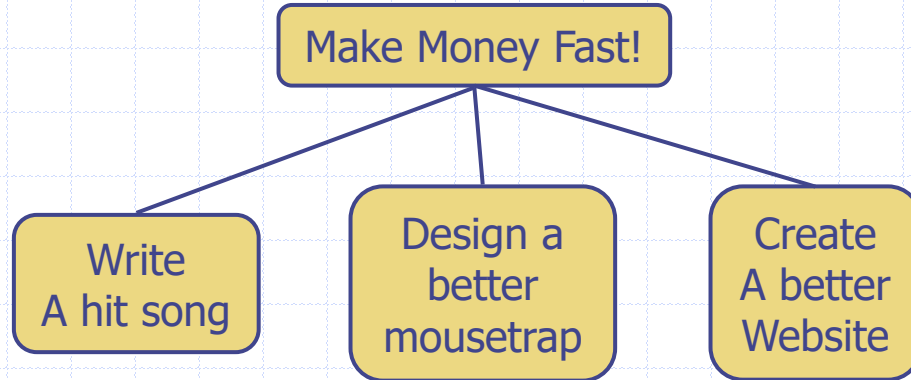 Make Money Fast!
Write
A hit song
Design a
better
mousetrap
Create
A better
Website